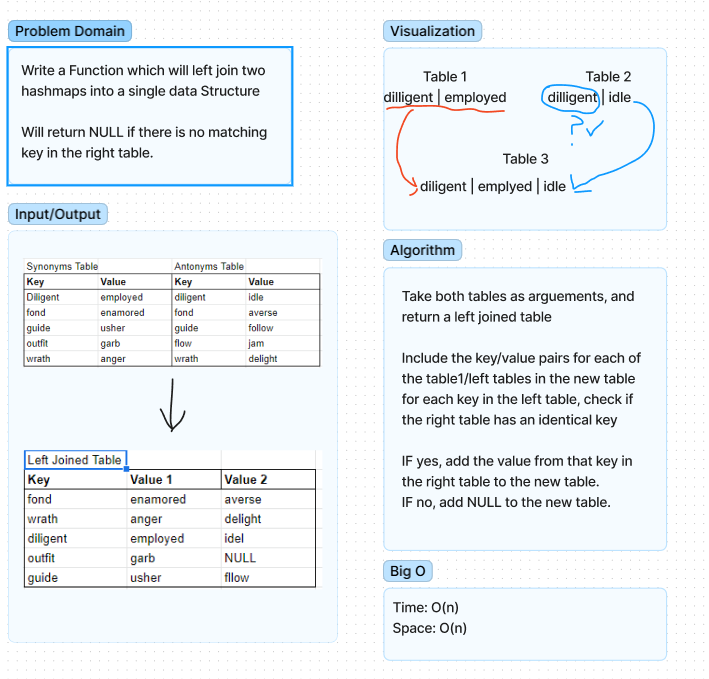 Problem Domain
Write a Function which will left join two
hashmaps into a single data Structure
Will return NULL if there is no matching
key in the right table.
Input/Output
Synonyms Table Antonyms Table
Key Value Key Value
Diligent employed diligent idle
fond enamored fond averse
guide usher guide follow
outfit garb flow jam
wrath anger wrath delight
Left Joined Table
Key Value 1 Value 2
fond enamored averse
wrath anger delight
diligent employed idel
outfit garb NULL
guide usher fllow
Visualization
Table 1 Table 2
dilligent | employed dilligent | idle
?
Table 3
diligent | emplyed | idle
Algorithm
Take both tables as arguements, and
return a left joined table
Include the key/value pairs for each of
the table1/left tables in the new table
for each key in the left table, check if
the right table has an identical key
IF yes, add the value from that key in
the right table to the new table.
IF no, add NULL to the new table.
Big O
Time: O(n)
Space: O(n)